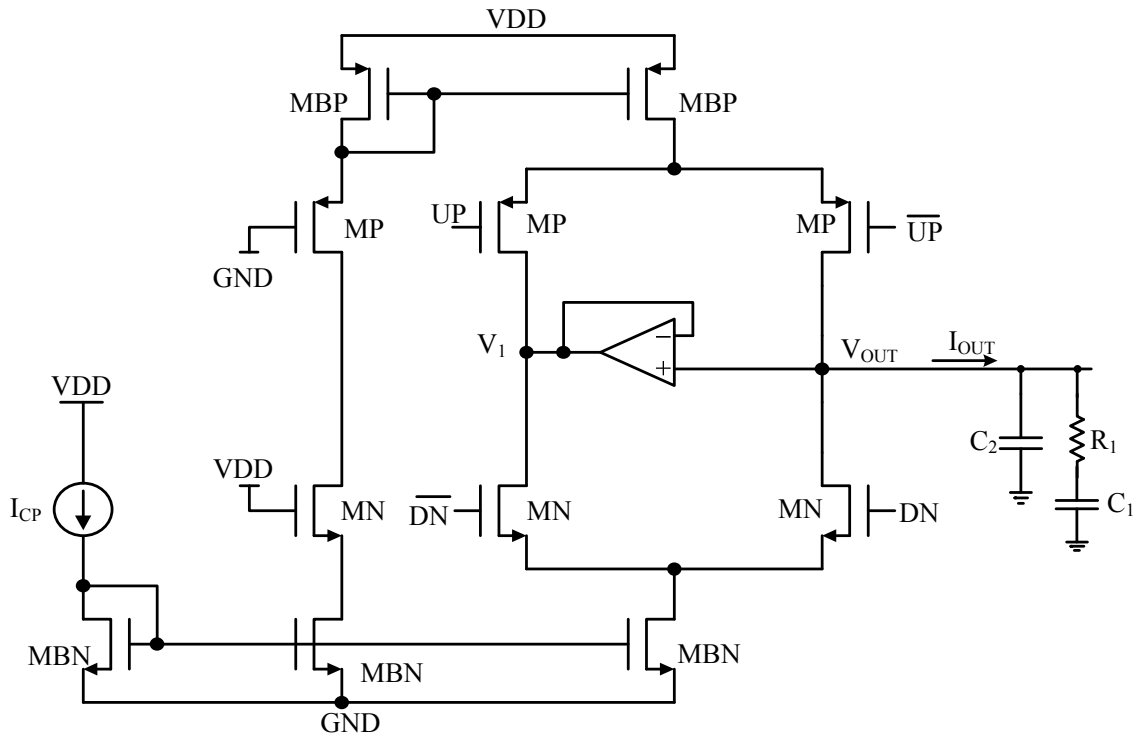 VDD
MBP
MBP
MP
GND
UP
MP
MP
UP
V1
−
+
VOUT
IOUT
VDD
ICP
VDD
MN
DN
MN
MN
DN
C2
R1
C1
MBN
MBN
MBN
GND